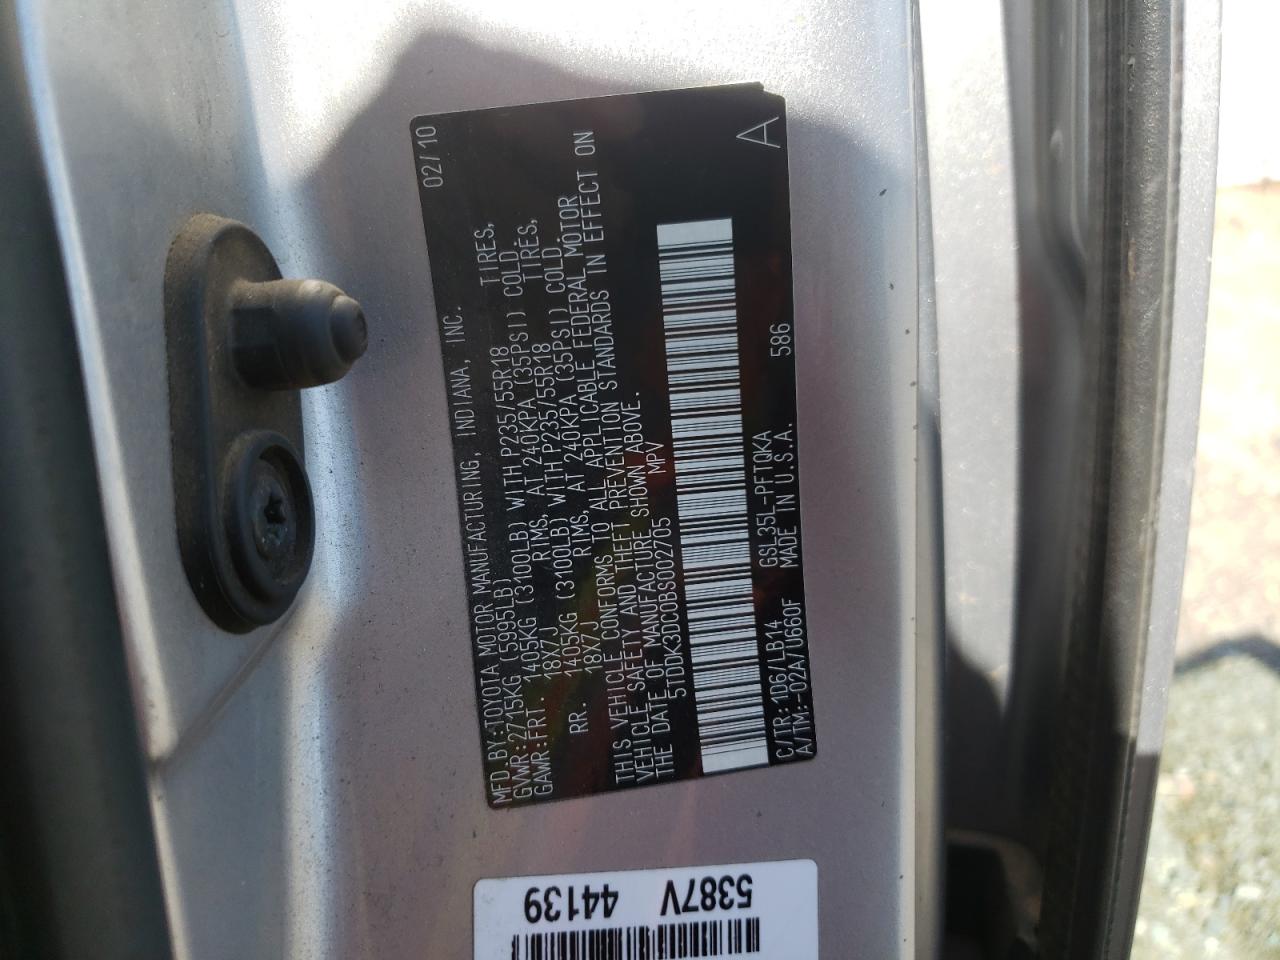 MFD.BY:TOYOTA MOTOR MANUFACTURING, INDIANA, INC. 02/10
GVWR:2715KG (5995LB)
GAWR:FRT. 1405KG (3100LB) WITH P235/55R18 TIRES,
18X7J RIMS, AT 240KPA (35PSI) COLD.
RR. 1405KG (3100LB) WITH P235/55R18 TIRES,
18X7J RIMS, AT 240KPA (35PSI) COLD.
THIS VEHICLE CONFORMS TO ALL APPLICABLE FEDERAL MOTOR
VEHICLE SAFETY AND THEFT PREVENTION STANDARDS IN EFFECT ON
THE DATE OF MANUFACTURE SHOWN ABOVE.
5TDDK3DC0BS002705 MPV
A
C/TR:1D6/LB14 GSL35L-PFTQKA
A/TM:-02A/U660F MADE IN U.S.A. 586
5387V 44139